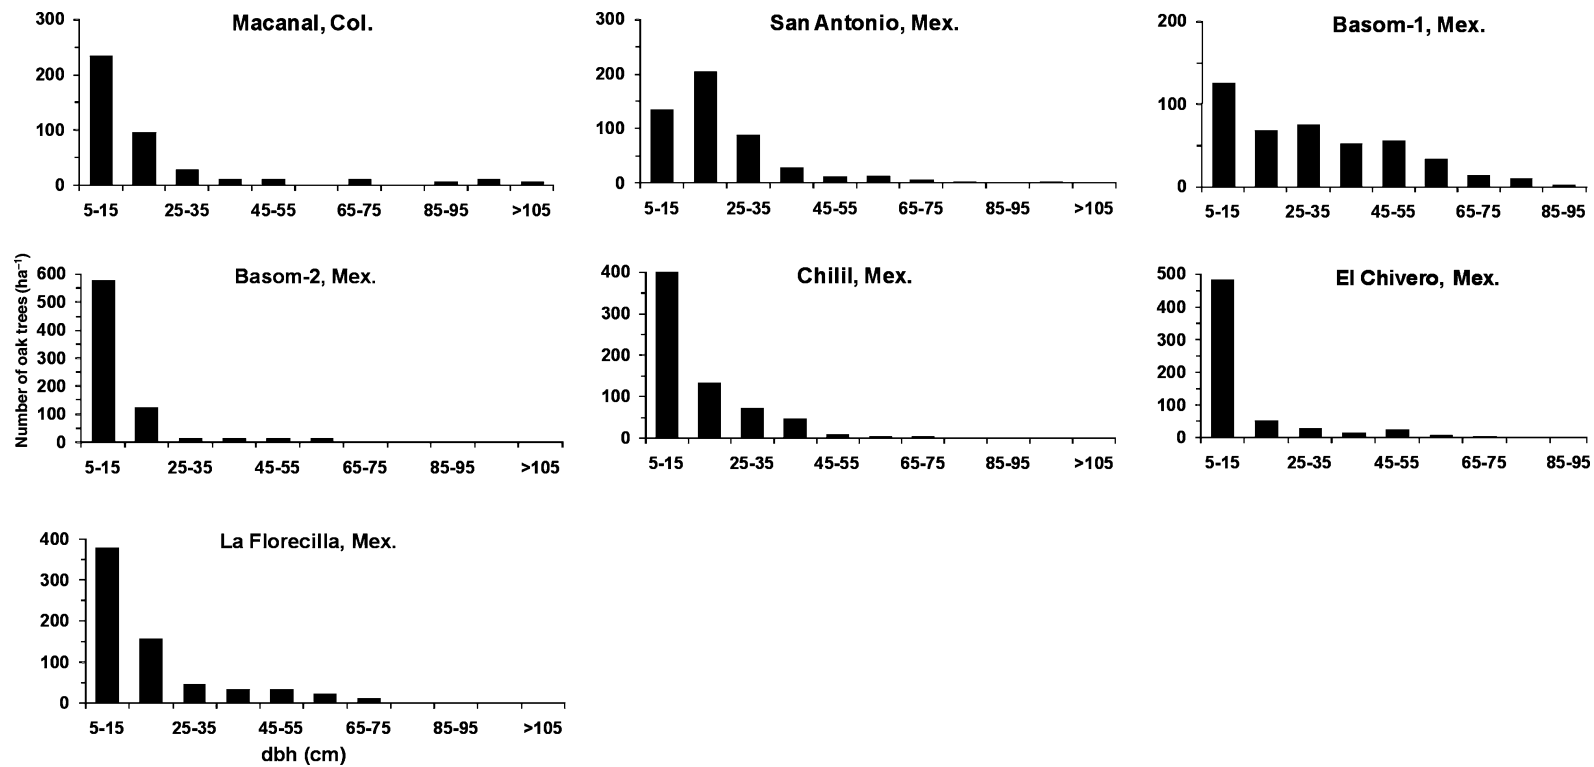 Macanal, Col.
300
200
100
0
5-15 25-35 45-55 65-75 85-95 >105
San Antonio, Mex.
300
200
100
0
5-15 25-35 45-55 65-75 85-95 >105
Basom-1, Mex.
200
100
0
5-15 25-35 45-55 65-75 85-95
Number of oak trees (ha⁻¹)
Basom-2, Mex.
600
500
400
300
200
100
0
5-15 25-35 45-55 65-75 85-95 >105
Chilil, Mex.
400
300
200
100
0
5-15 25-35 45-55 65-75 85-95 >105
El Chivero, Mex.
500
400
300
200
100
0
5-15 25-35 45-55 65-75 85-95
La Florecilla, Mex.
400
300
200
100
0
5-15 25-35 45-55 65-75 85-95 >105
dbh (cm)